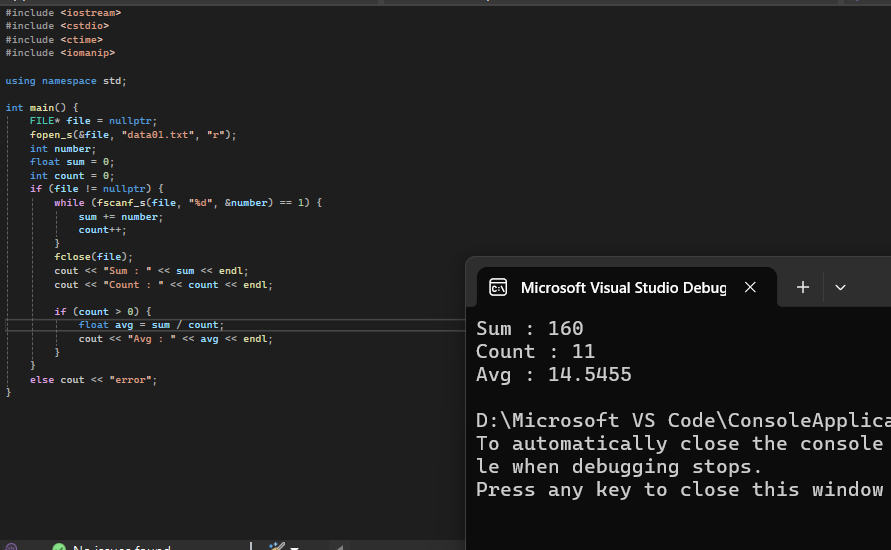 #include <iostream>
#include <cstdio>
#include <ctime>
#include <iomanip>
using namespace std;
int main() {
FILE* file = nullptr;
fopen_s(&file, "data01.txt", "r");
int number;
float sum = 0;
int count = 0;
if (file != nullptr) {
while (fscanf_s(file, "%d", &number) == 1) {
sum += number;
count++;
}
fclose(file);
cout << "Sum : " << sum << endl;
cout << "Count : " << count << endl;
if (count > 0) {
float avg = sum / count;
cout << "Avg : " << avg << endl;
}
}
else cout << "error";
}
Microsoft Visual Studio Debug
Sum : 160
Count : 11
Avg : 14.5455
D:\Microsoft VS Code\ConsoleApplica
To automatically close the console
le when debugging stops.
Press any key to close this window
No issues found